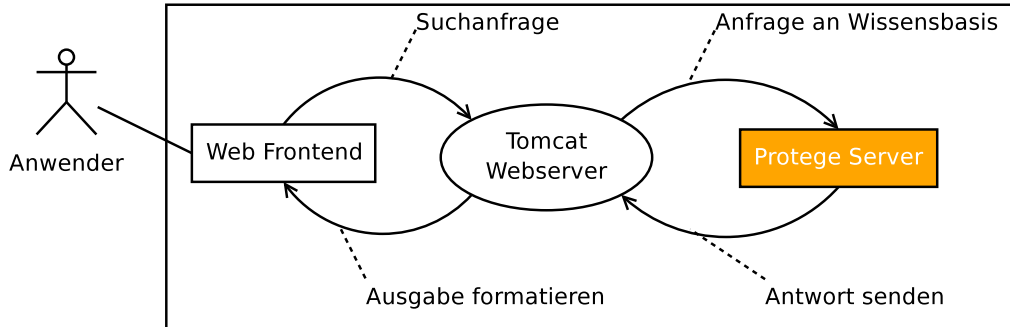 Suchanfrage
Anfrage an Wissensbasis
Anwender
Web Frontend
Tomcat
Webserver
Protege Server
Ausgabe formatieren
Antwort senden